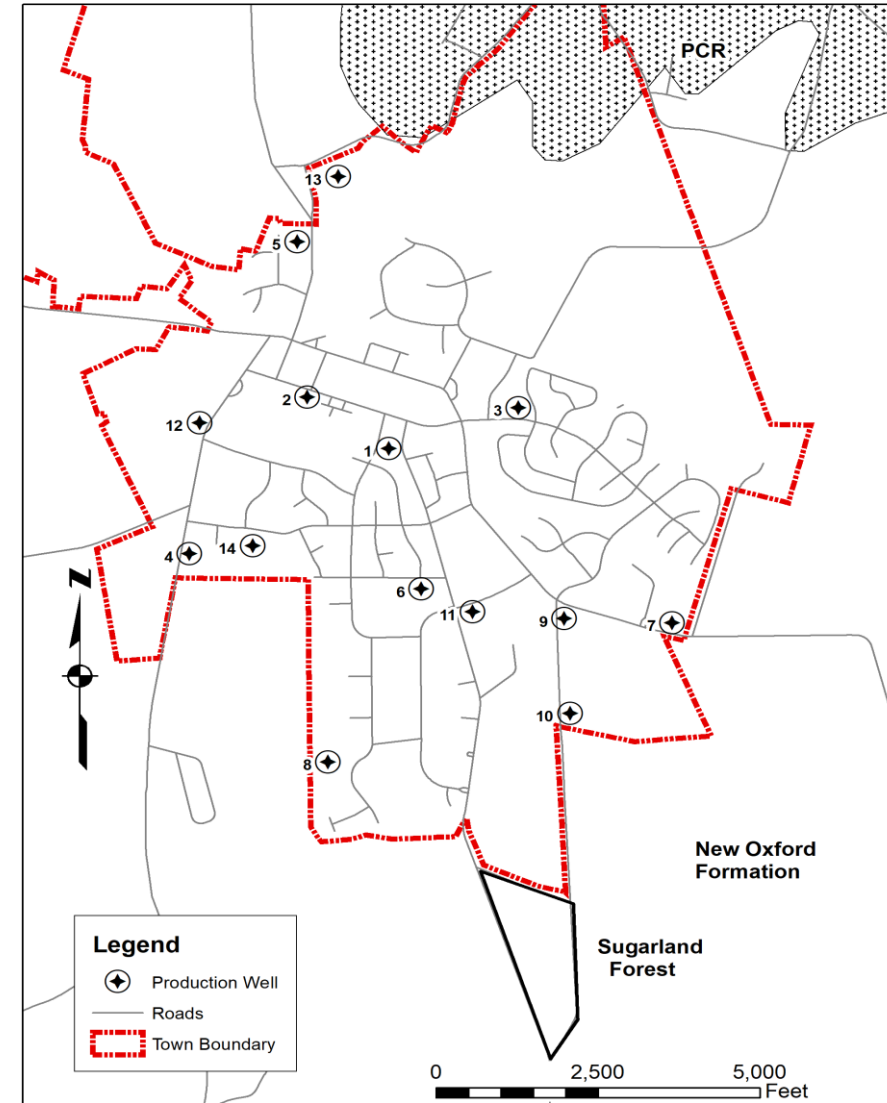 PCR
13
5
2
3
12
1
4
14
6
11
9
7
10
8
N
New Oxford
Formation
Sugarland
Forest
Legend
Production Well
Roads
Town Boundary
0 2,500 5,000
Feet